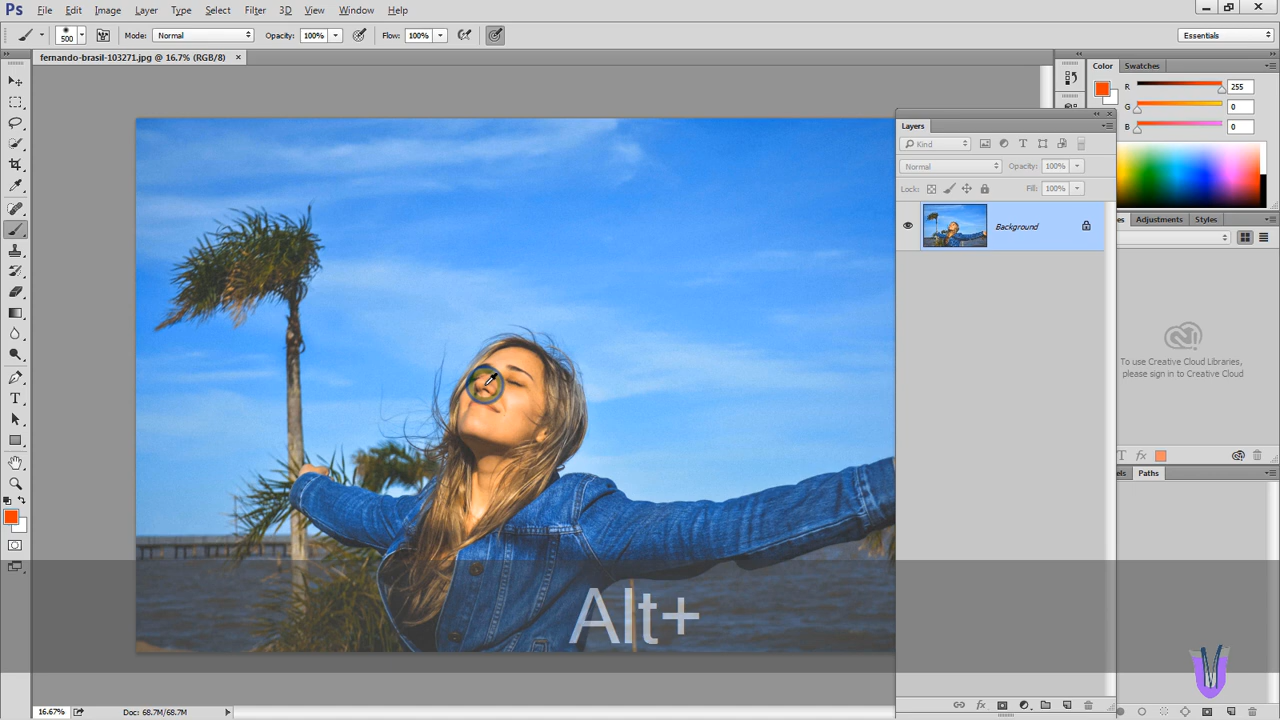 Ps File Edit Image Layer Type Select Filter 3D View Window Help
500 Mode: Normal Opacity: 100% Flow: 100% Essentials
fernando-brasil-103271.jpg @ 16.7% (RGB/8) ×
Color Swatches
R 255
G 0
B 0
Layers
Kind
Normal Opacity: 100%
Lock: Fill: 100%
Background
Adjustments Styles
To use Creative Cloud Libraries,
please sign in to Creative Cloud
Paths
Alt+
16.67% Doc: 68.7M/68.7M